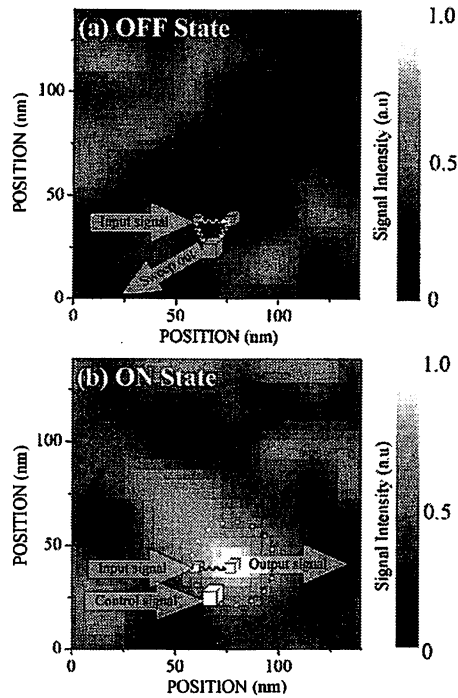 (a) OFF State
1.0
100
50
0
0.5
0
POSITION (nm)
Signal Intensity (a.u)
Input signal
Sweep out
0
50
100
POSITION (nm)
(b) ON State
1.0
100
50
0
0.5
0
POSITION (nm)
Signal Intensity (a.u)
Input signal
Output signal
Control signal
0
50
100
POSITION (nm)